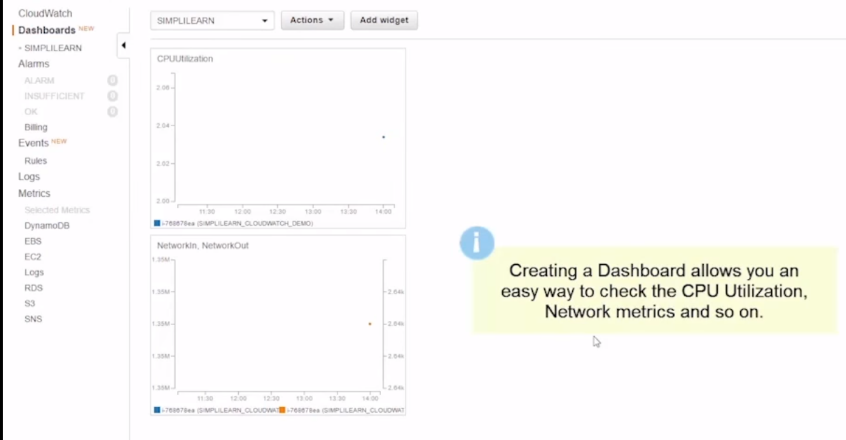 CloudWatch
Dashboards NEW
SIMPLILEARN
Alarms
ALARM 0
INSUFFICIENT 0
OK 0
Billing
Events NEW
Rules
Logs
Metrics
Selected Metrics
DynamoDB
EBS
EC2
Logs
RDS
S3
SNS
SIMPLILEARN
Actions
Add widget
CPUUtilization
2.04
2.02
2.00
11:30 12:00 12:30 13:00 13:30 14:00
i-768678ea (SIMPLILEARN_CLOUDWATCH_DEMO)
NetworkIn, NetworkOut
1.35M
1.35M 2.64k
1.35M 2.64k
1.35M 2.64k
1.35M 2.64k
11:30 12:00 12:30 13:00 13:30 14:00
i-768678ea (SIMPLILEARN_CLOUDWAT i-768678ea (SIMPLILEARN_CLOUDWAT
i
Creating a Dashboard allows you an
easy way to check the CPU Utilization,
Network metrics and so on.